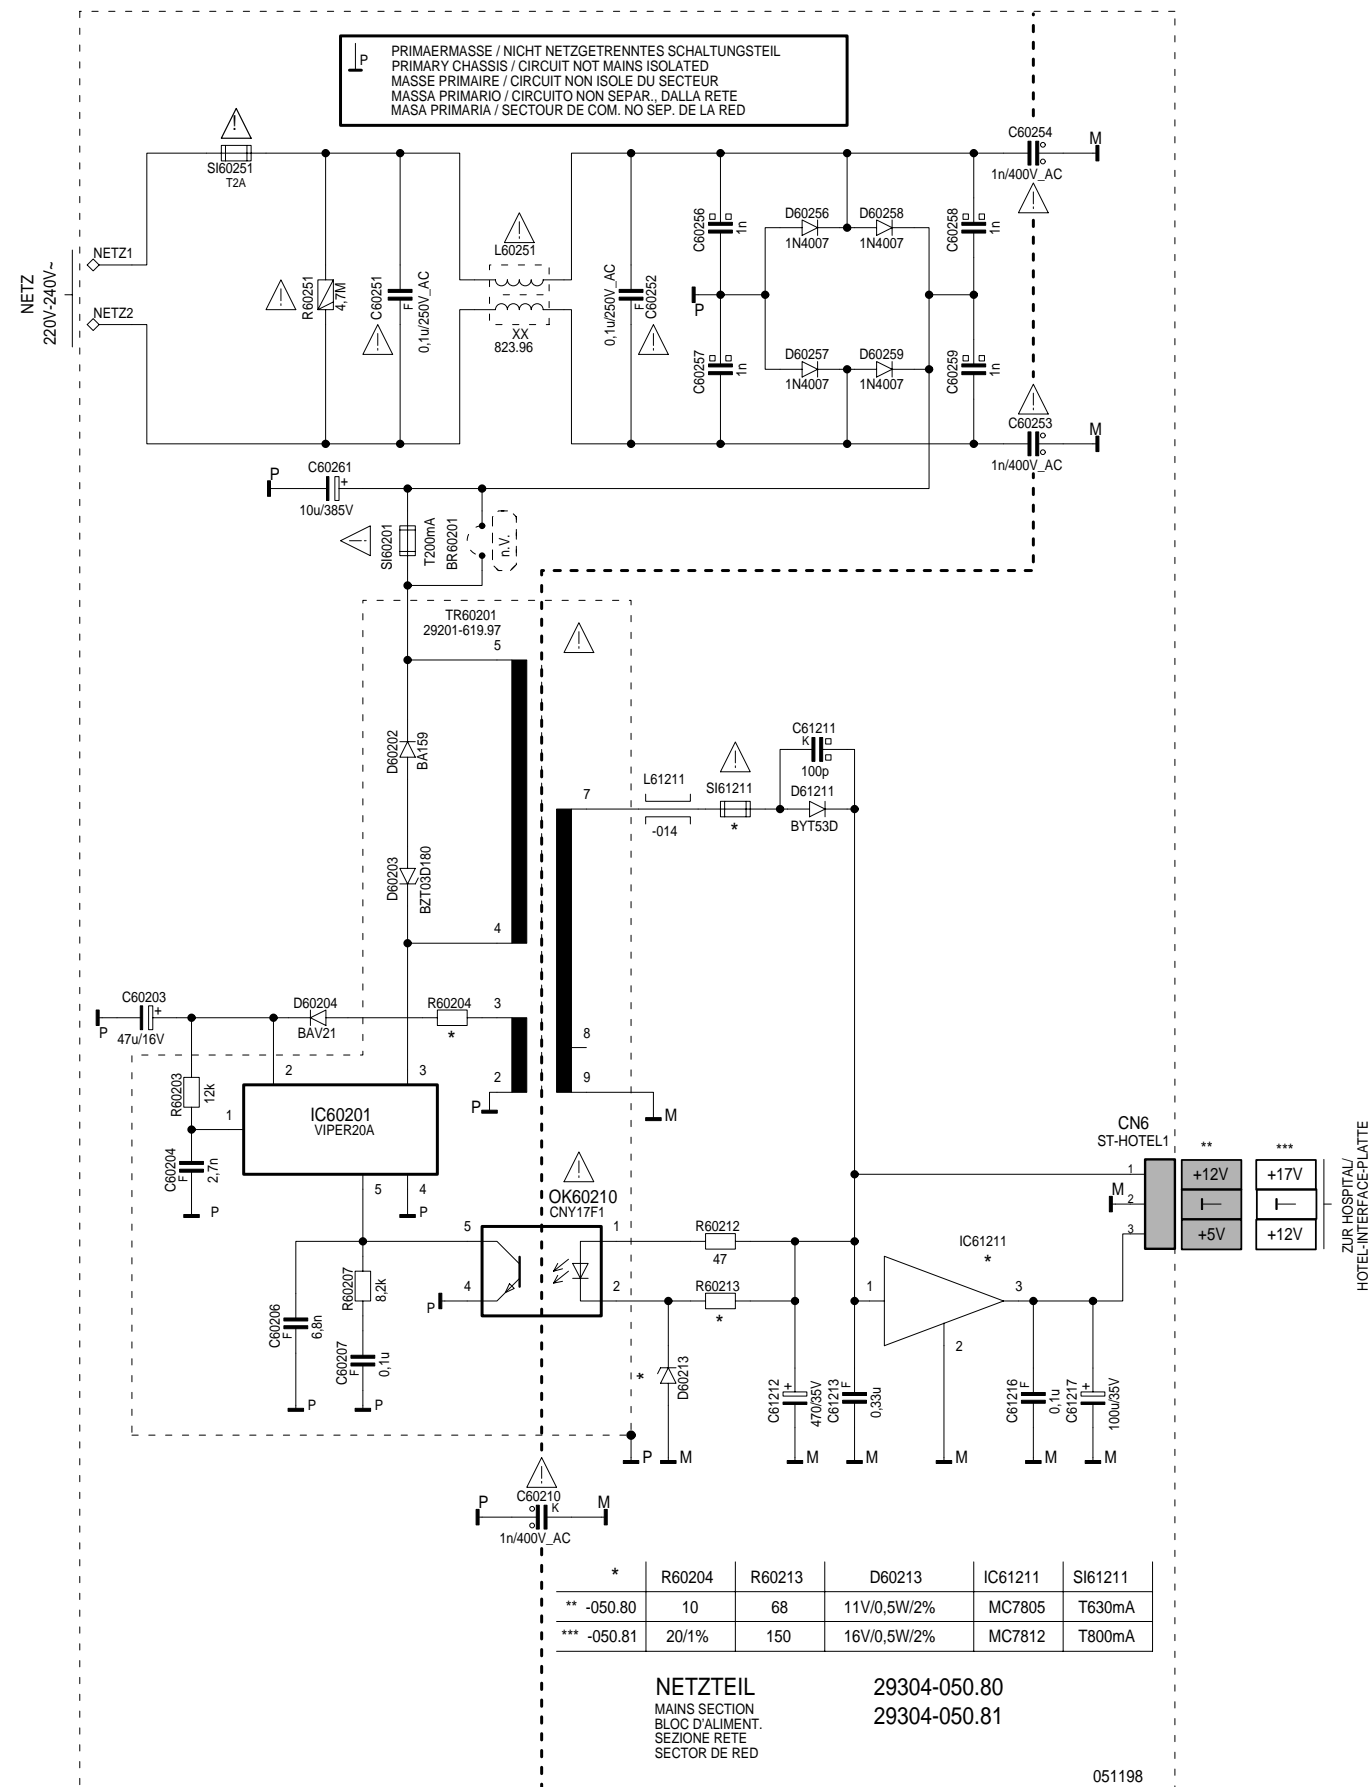 P
PRIMAERMASSE / NICHT NETZGETRENNTES SCHALTUNGSTEIL
PRIMARY CHASSIS / CIRCUIT NOT MAINS ISOLATED
MASSE PRIMAIRE / CIRCUIT NON ISOLE DU SECTEUR
MASSA PRIMARIO / CIRCUITO NON SEPAR., DALLA RETE
MASA PRIMARIA / SECTOUR DE COM. NO SEP. DE LA RED
SI60251
T2A
C60254
M
1n/400V_AC
NETZ
220V-240V~
NETZ1
NETZ2
R60251
4,7M
C60251
F
0,1u/250V_AC
L60251
XX
823.96
0,1u/250V_AC
F
C60252
C60256
1n
D60256
1N4007
D60258
1N4007
C60258
1n
P
C60257
1n
D60257
1N4007
D60259
1N4007
C60259
1n
C60253
M
1n/400V_AC
P
C60261
+
10u/385V
SI60201
T200mA
BR60201
n.V.
TR60201
29201-619.97
5
D60202
BA159
D60203
BZT03D180
4
7
L61211
-014
SI61211
*
C61211
K
100p
D61211
BYT53D
P
C60203
+
47u/16V
D60204
BAV21
R60204
*
3
2
P
8
9
M
R60203
12k
2
3
1
IC60201
VIPER20A
5
4
C60204
F
2,7n
P
P
OK60210
CNY17F1
5
4
1
2
P
R60212
47
R60213
*
C60206
F
6,8n
P
R60207
8,2k
C60207
F
0,1u
P
*
D60213
P
M
C61212
+
470/35V
M
C61213
F
0,33u
M
IC61211
*
1
3
2
M
C61216
F
0,1u
M
C61217
+
100u/35V
M
CN6
ST-HOTEL1
1
M
2
3
**
+12V
+5V
***
+17V
+12V
ZUR HOSPITAL/
HOTEL-INTERFACE-PLATTE
P
C60210
K
M
1n/400V_AC
* R60204 R60213 D60213 IC61211 SI61211
** -050.80 10 68 11V/0,5W/2% MC7805 T630mA
*** -050.81 20/1% 150 16V/0,5W/2% MC7812 T800mA
NETZTEIL
MAINS SECTION
BLOC D'ALIMENT.
SEZIONE RETE
SECTOR DE RED
29304-050.80
29304-050.81
051198